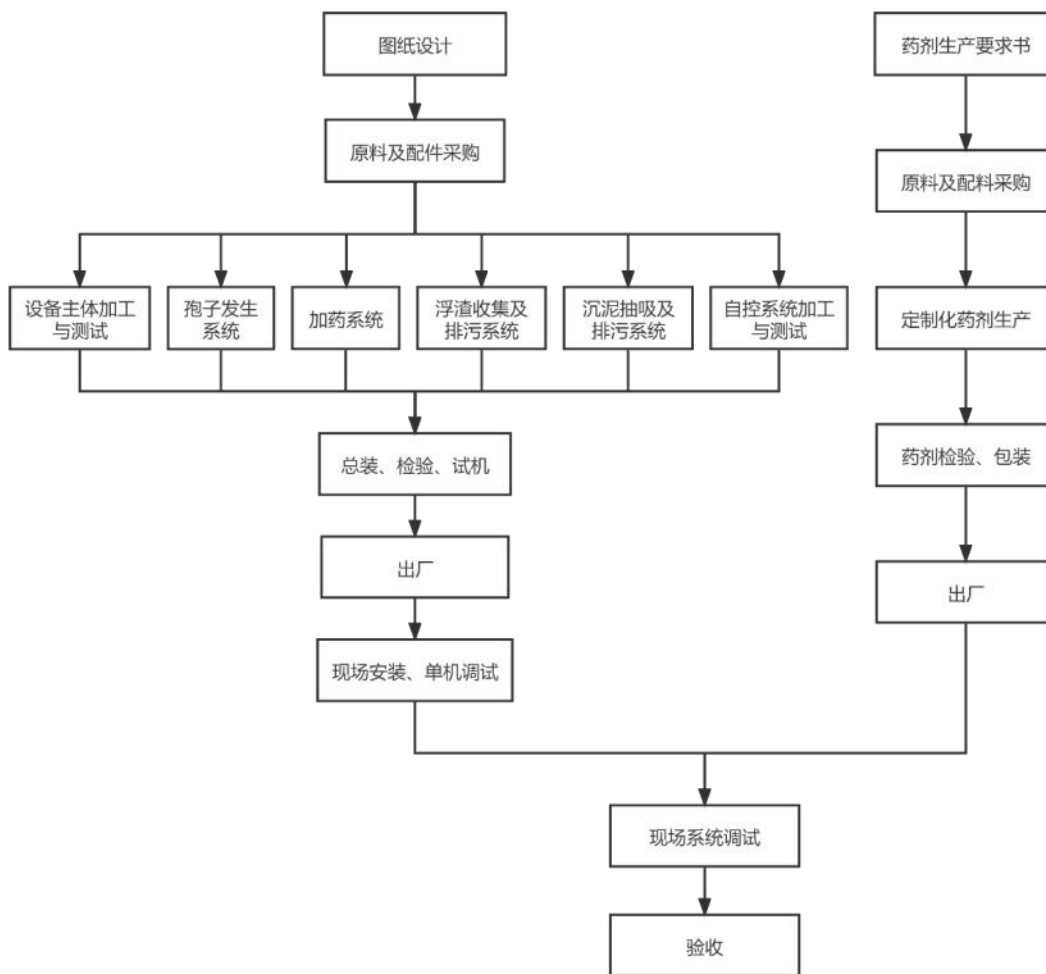 图纸设计
药剂生产要求书
原料及配件采购
原料及配料采购
设备主体加工
与测试
孢子发生
系统
加药系统
浮渣收集及
排污系统
沉泥抽吸及
排污系统
自控系统加工
与测试
定制化药剂生产
总装、检验、试机
药剂检验、包装
出厂
出厂
现场安装、单机调试
现场系统调试
验收